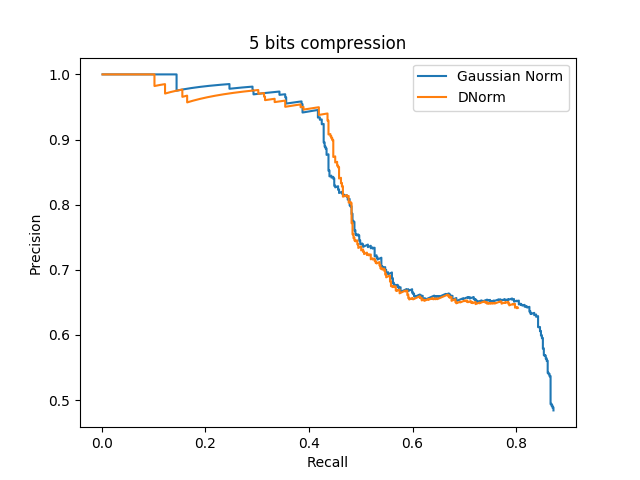 5 bits compression
Gaussian Norm
DNorm
Precision
1.0
0.9
0.8
0.7
0.6
0.5
0.0 0.2 0.4 0.6 0.8
Recall